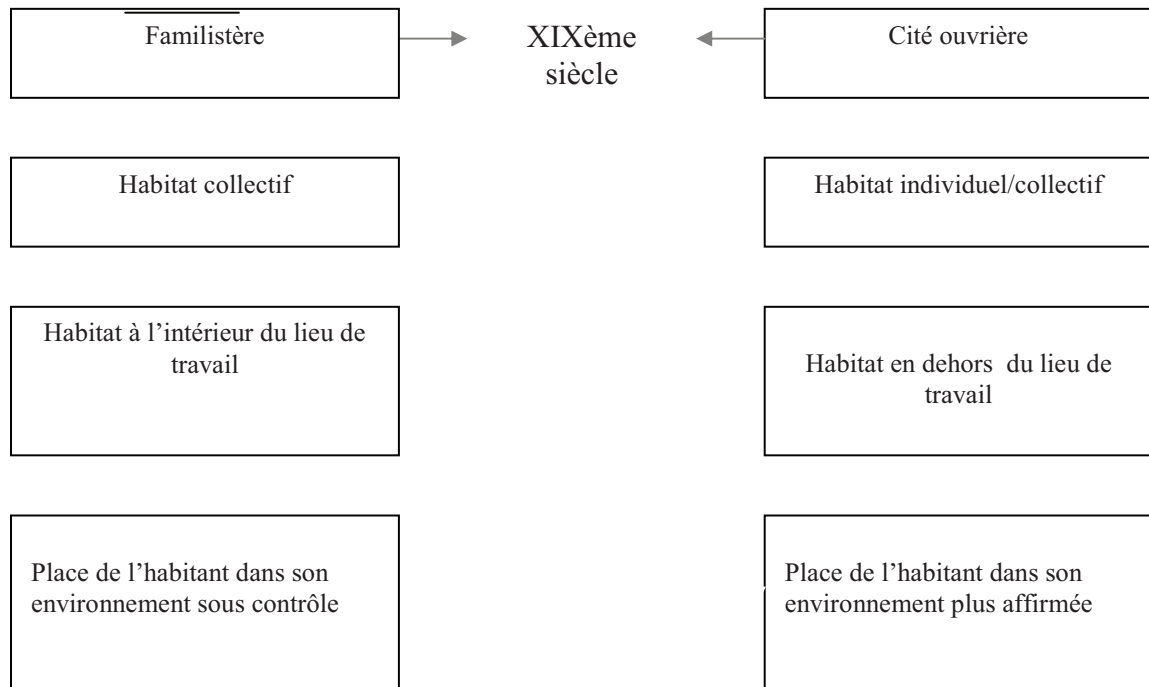 Familistère
XIXème
siècle
Cité ouvrière
Habitat collectif
Habitat individuel/collectif
Habitat à l’intérieur du lieu de
travail
Habitat en dehors du lieu de
travail
Place de l’habitant dans son
environnement sous contrôle
Place de l’habitant dans son
environnement plus affirmée